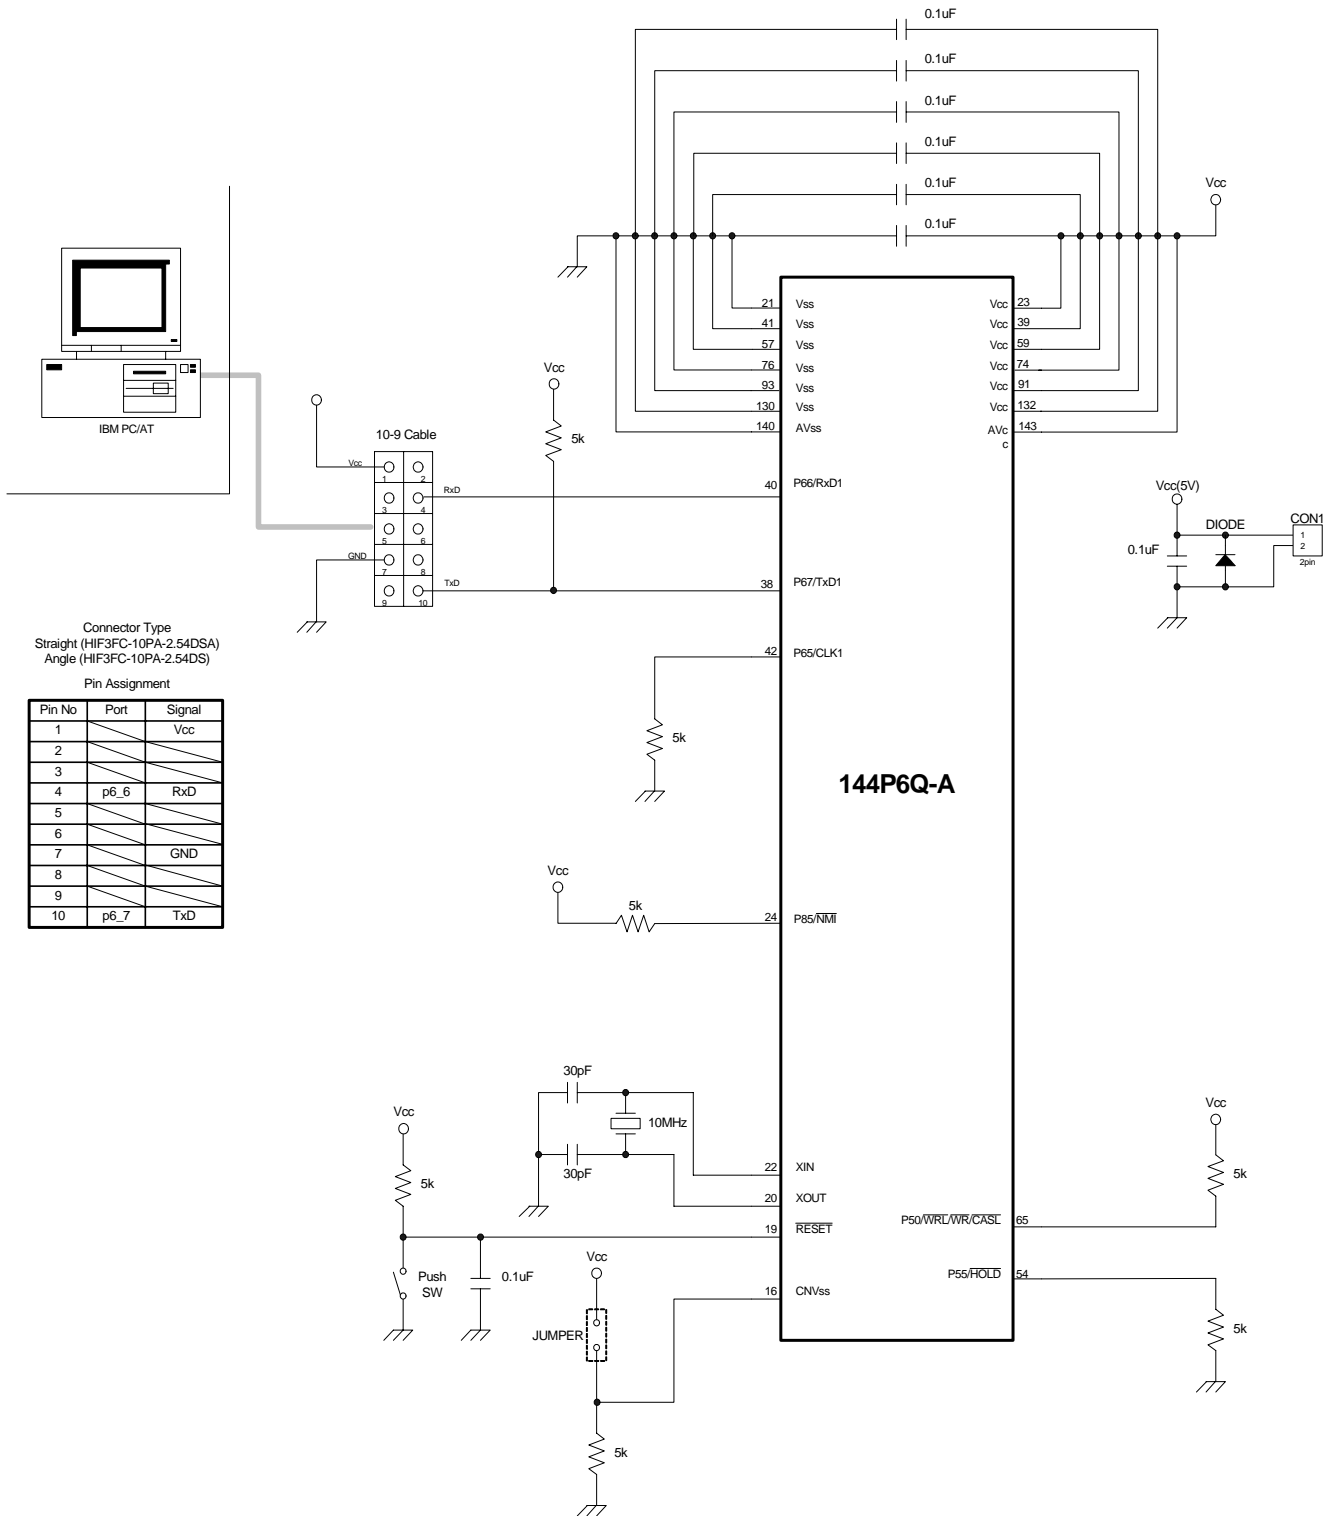 0.1uF
0.1uF
0.1uF
0.1uF
0.1uF
0.1uF
Vcc
IBM PC/AT
10-9 Cable
Vcc
1
2
3
4
RxD
5
6
GND
7
8
9
10
TxD
Vcc
5k
21 Vss
41 Vss
57 Vss
76 Vss
93 Vss
130 Vss
140 AVss
Vcc 23
Vcc 39
Vcc 59
Vcc 74
Vcc 91
Vcc 132
AVc 143
c
40 P66/RxD1
38 P67/TxD1
42 P65/CLK1
5k
144P6Q-A
Vcc(5V)
0.1uF
DIODE
CON1
1
2
2pin
Connector Type
Straight (HIF3FC-10PA-2.54DSA)
Angle (HIF3FC-10PA-2.54DS)
Pin Assignment
Pin No Port Signal
1 Vcc
2
3
4 p6_6 RxD
5
6
7 GND
8
9
10 p6_7 TxD
Vcc
5k
24 P85/NMI
30pF
10MHz
30pF
22 XIN
20 XOUT
19 RESET
16 CNVss
Vcc
5k
Push
SW
0.1uF
Vcc
JUMPER
5k
Vcc
5k
P50/WRL/WR/CASL 65
P55/HOLD 54
5k